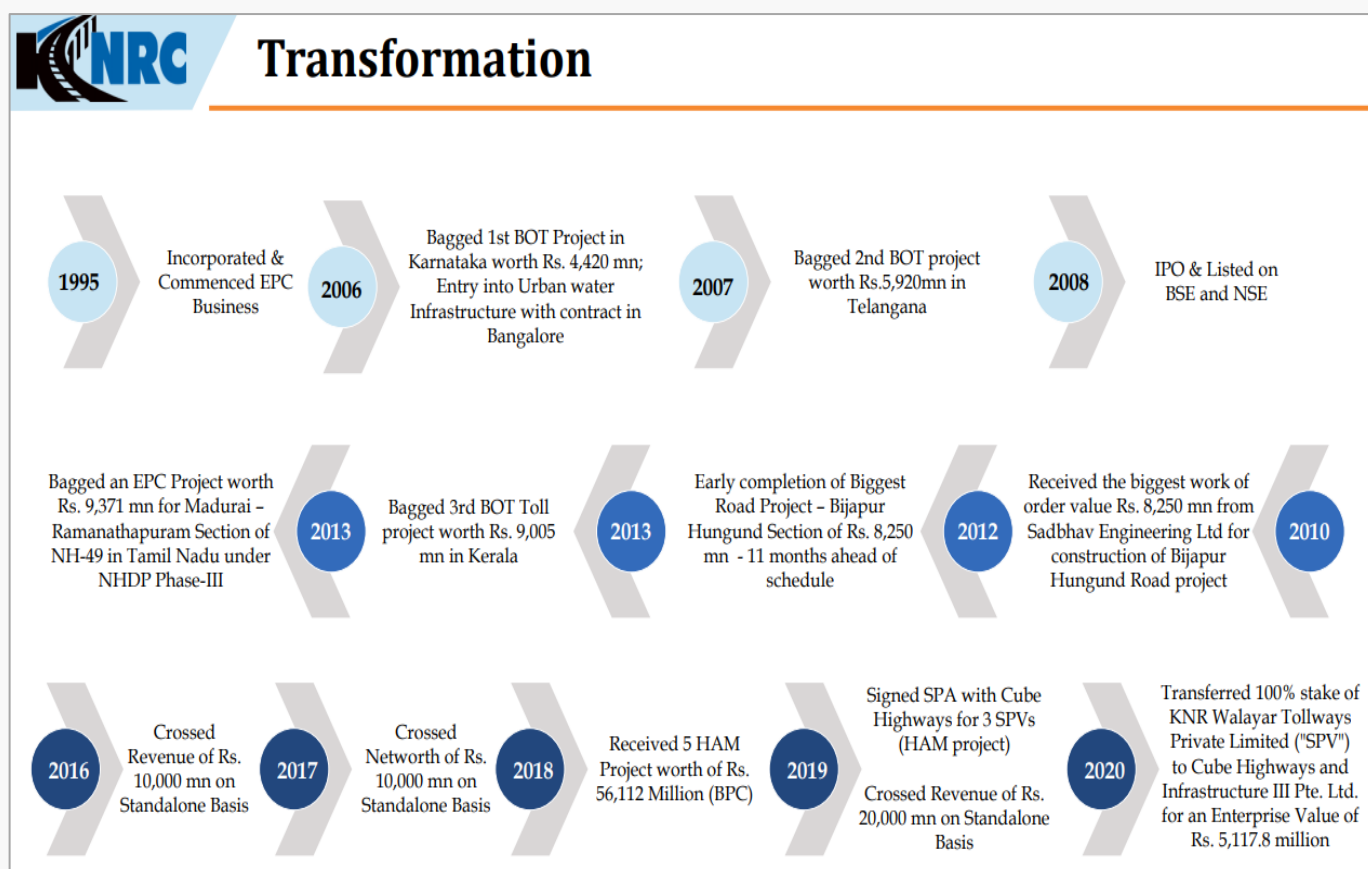 KNRC
Transformation
1995
Incorporated &
Commenced EPC
Business
2006
Bagged 1st BOT Project in
Karnataka worth Rs. 4,420 mn;
Entry into Urban water
Infrastructure with contract in
Bangalore
2007
Bagged 2nd BOT project
worth Rs.5,920mn in
Telangana
2008
IPO & Listed on
BSE and NSE
2010
Received the biggest work of
order value Rs. 8,250 mn from
Sadbhav Engineering Ltd for
construction of Bijapur
Hungund Road project
2012
Early completion of Biggest
Road Project – Bijapur
Hungund Section of Rs. 8,250
mn - 11 months ahead of
schedule
2013
Bagged 3rd BOT Toll
project worth Rs. 9,005
mn in Kerala
2013
Bagged an EPC Project worth
Rs. 9,371 mn for Madurai –
Ramanathapuram Section of
NH-49 in Tamil Nadu under
NHDP Phase-III
2016
Crossed
Revenue of Rs.
10,000 mn on
Standalone Basis
2017
Crossed
Networth of Rs.
10,000 mn on
Standalone Basis
2018
Received 5 HAM
Project worth of Rs.
56,112 Million (BPC)
2019
Signed SPA with Cube
Highways for 3 SPVs
(HAM project)
Crossed Revenue of Rs.
20,000 mn on Standalone
Basis
2020
Transferred 100% stake of
KNR Walayar Tollways
Private Limited ("SPV")
to Cube Highways and
Infrastructure III Pte. Ltd.
for an Enterprise Value of
Rs. 5,117.8 million